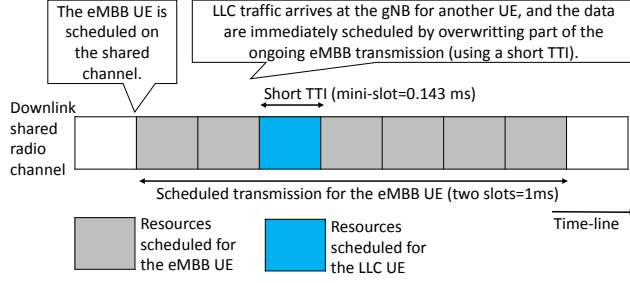 The eMBB UE is
scheduled on
the shared
channel.
LLC traffic arrives at the gNB for another UE, and the data
are immediately scheduled by overwritting part of the
ongoing eMBB transmission (using a short TTI).
Short TTI (mini-slot=0.143 ms)
Downlink
shared
radio
channel
Scheduled transmission for the eMBB UE (two slots=1ms)
Time-line
Resources
scheduled for
the eMBB UE
Resources
scheduled for
the LLC UE